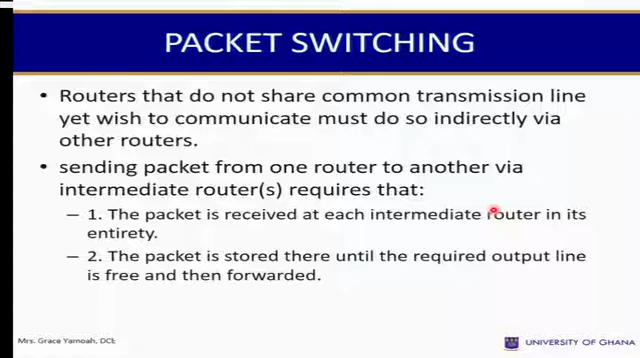 PACKET SWITCHING
• Routers that do not share common transmission line
yet wish to communicate must do so indirectly via
other routers.
• sending packet from one router to another via
intermediate router(s) requires that:
– 1. The packet is received at each intermediate router in its
entirety.
– 2. The packet is stored there until the required output line
is free and then forwarded.
Mrs. Grace Yamoah, DCE
UNIVERSITY OF GHANA